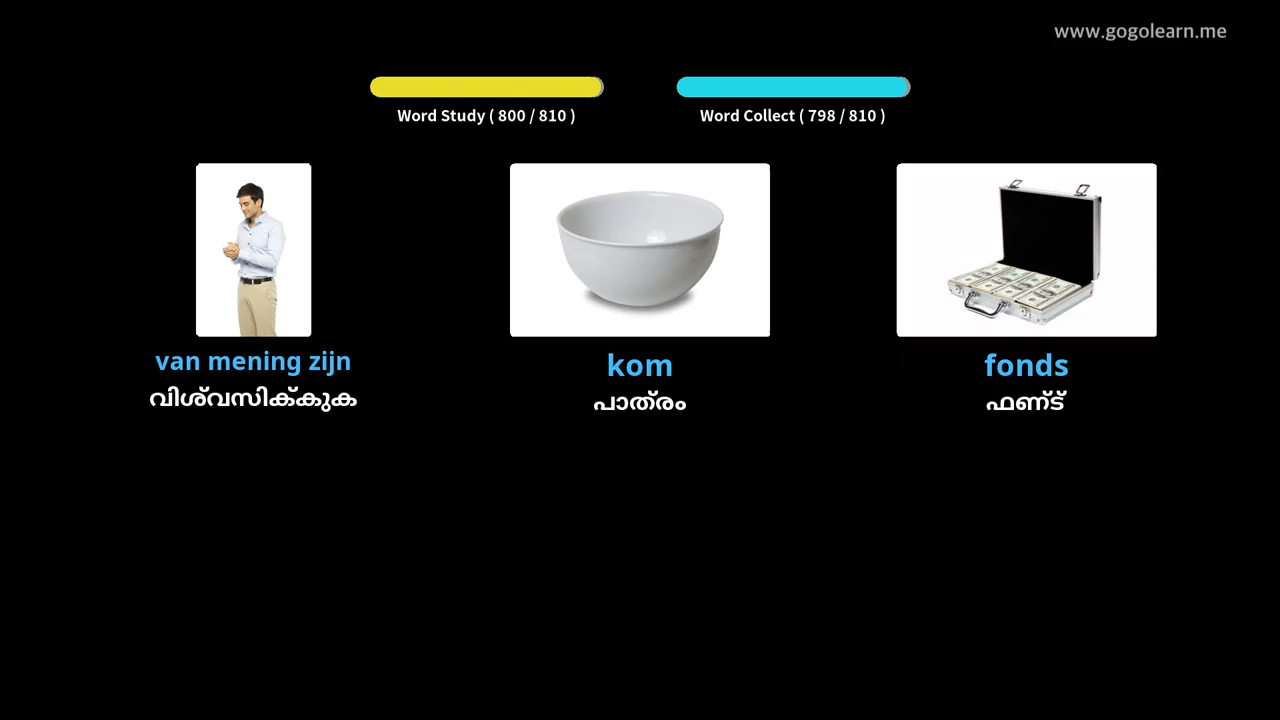 www.gogolearn.me
Word Study ( 800 / 810 )
Word Collect ( 798 / 810 )
van mening zijn
വിശ്വസിക്കുക
kom
പാത്രം
fonds
ഫണ്ട്